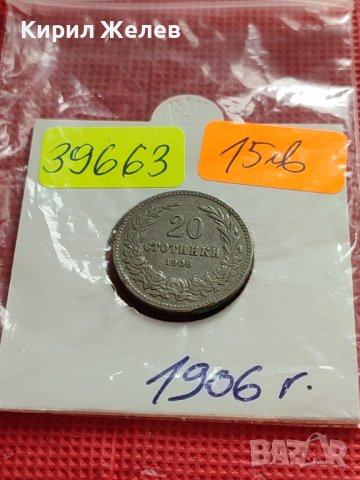 Кирил Желев
39663
15лв
20
СТОТИНКИ
1906
1906 г.
BAZAR